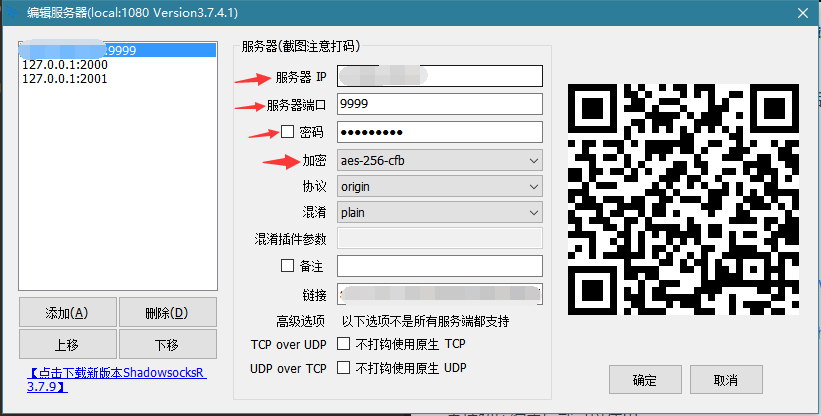 编辑服务器(local:1080 Version3.7.4.1)
:9999
127.0.0.1:2000
127.0.0.1:2001
添加(A)
删除(D)
上移
下移
【点击下载新版本ShadowsocksR
3.7.9】
服务器(截图注意打码)
服务器 IP
服务器端口
9999
密码
●●●●●●●●●
加密
aes-256-cfb
协议
origin
混淆
plain
混淆插件参数
备注
链接
高级选项
以下选项不是所有服务端都支持
TCP over UDP
不打钩使用原生 TCP
UDP over TCP
不打钩使用原生 UDP
确定
取消